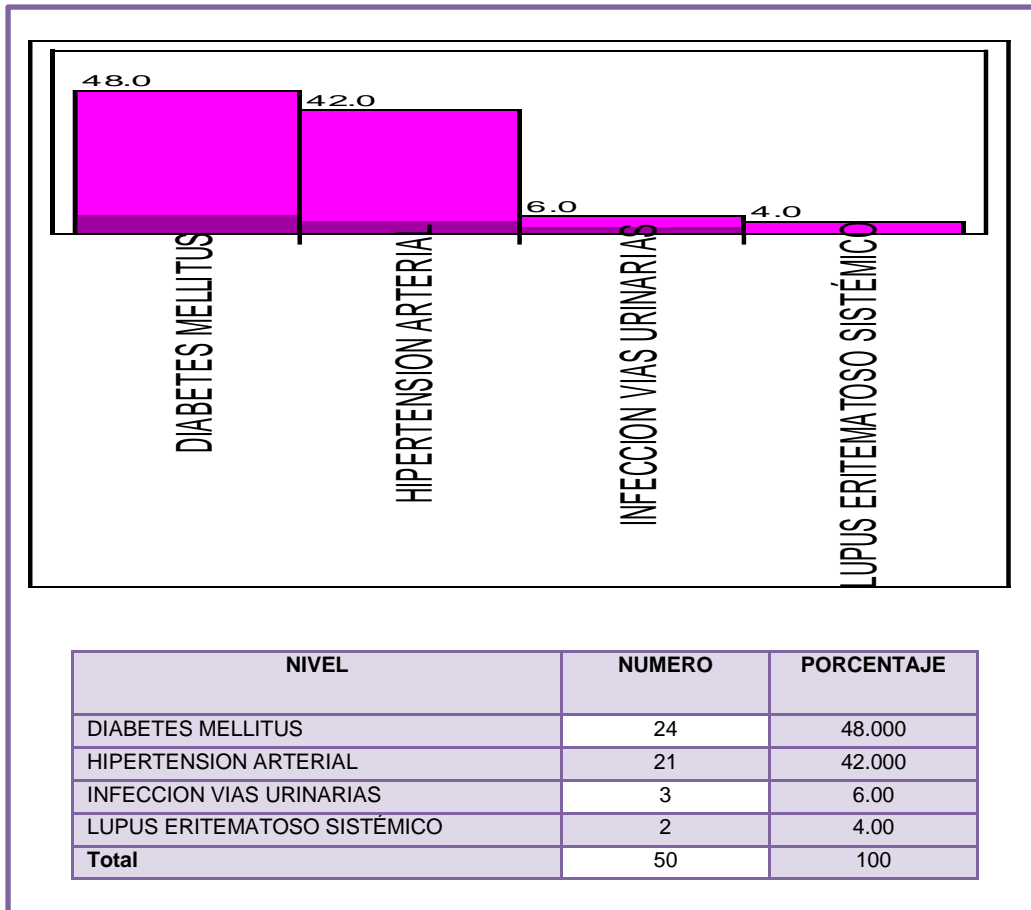 48.0
42.0
6.0
4.0
DIABETES MELLITUS
HIPERTENSION ARTERIAL
INFECCION VIAS URINARIAS
LUPUS ERITEMATOSO SISTÉMICO
NIVEL NUMERO PORCENTAJE
DIABETES MELLITUS 24 48.000
HIPERTENSION ARTERIAL 21 42.000
INFECCION VIAS URINARIAS 3 6.00
LUPUS ERITEMATOSO SISTÉMICO 2 4.00
Total 50 100